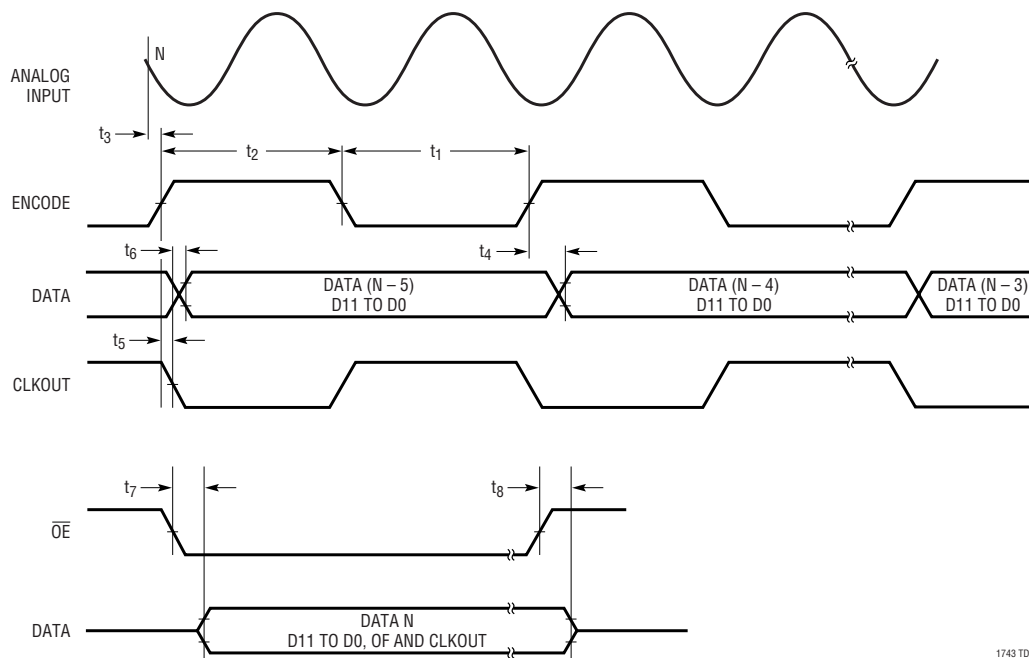 N
ANALOG
INPUT
t3
t2
t1
ENCODE
t6
t4
DATA
DATA (N – 5)
D11 TO D0
DATA (N – 4)
D11 TO D0
DATA (N – 3)
D11 TO D0
t5
CLKOUT
t7
t8
OE
DATA
DATA N
D11 TO D0, OF AND CLKOUT
1743 TD